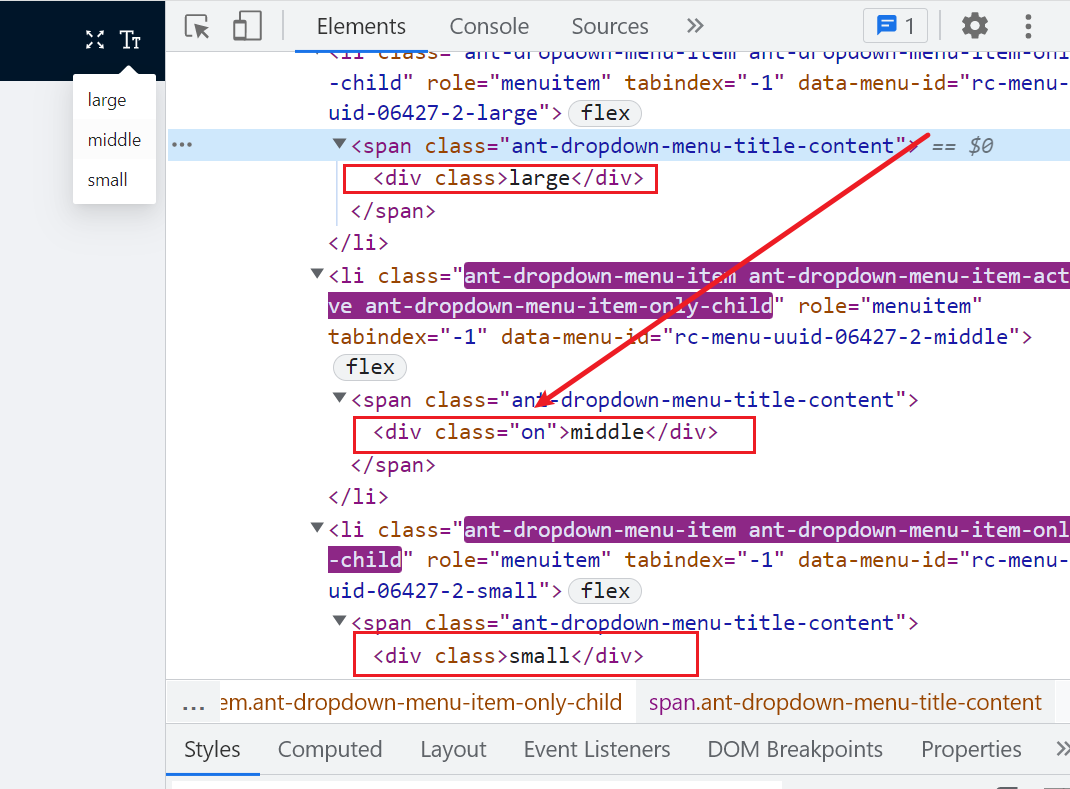 Tт
large
middle
small
Elements
Console
Sources
1
<li class="ant-dropdown-menu-item ant-dropdown-menu-item-onl
-child" role="menuitem" tabindex="-1" data-menu-id="rc-menu-
uid-06427-2-large">
flex
<span class="ant-dropdown-menu-title-content"> == $0
<div class>large</div>
</span>
</li>
<li class="ant-dropdown-menu-item ant-dropdown-menu-item-act
ve ant-dropdown-menu-item-only-child" role="menuitem"
tabindex="-1" data-menu-id="rc-menu-uuid-06427-2-middle">
flex
<span class="ant-dropdown-menu-title-content">
<div class="on">middle</div>
</span>
</li>
<li class="ant-dropdown-menu-item ant-dropdown-menu-item-onl
-child" role="menuitem" tabindex="-1" data-menu-id="rc-menu-
uid-06427-2-small">
flex
<span class="ant-dropdown-menu-title-content">
<div class>small</div>
... em.ant-dropdown-menu-item-only-child
span.ant-dropdown-menu-title-content
Styles
Computed
Layout
Event Listeners
DOM Breakpoints
Properties